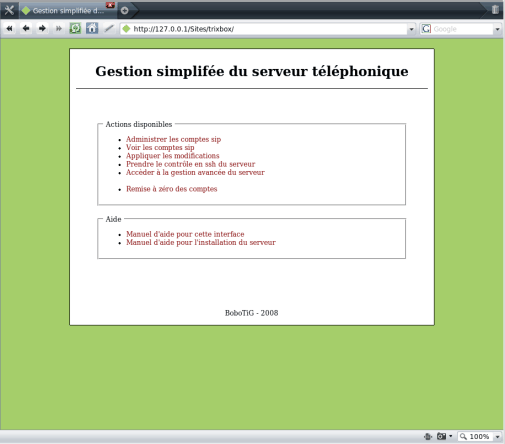 Gestion simplifiée d...
http://127.0.0.1/Sites/trixbox/
Google
Gestion simplifée du serveur téléphonique
Actions disponibles
Administrer les comptes sip
Voir les comptes sip
Appliquer les modifications
Prendre le contrôle en ssh du serveur
Accéder à la gestion avancée du serveur
Remise à zéro des comptes
Aide
Manuel d'aide pour cette interface
Manuel d'aide pour l'installation du serveur
BoboTiG - 2008
100%